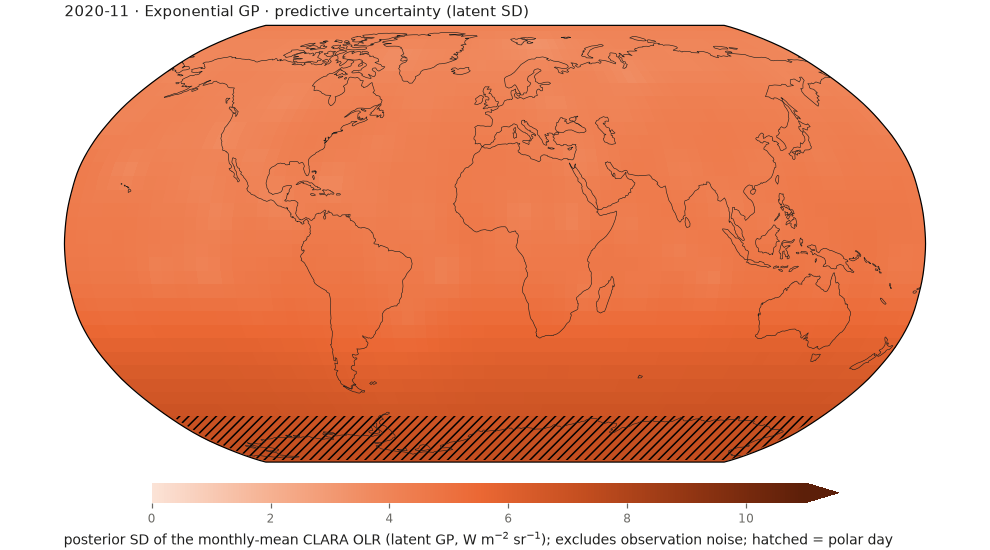 2020-11 · Exponential GP · predictive uncertainty (latent SD)
0 2 4 6 8 10
posterior SD of the monthly-mean CLARA OLR (latent GP, W m⁻² sr⁻¹); excludes observation noise; hatched = polar day